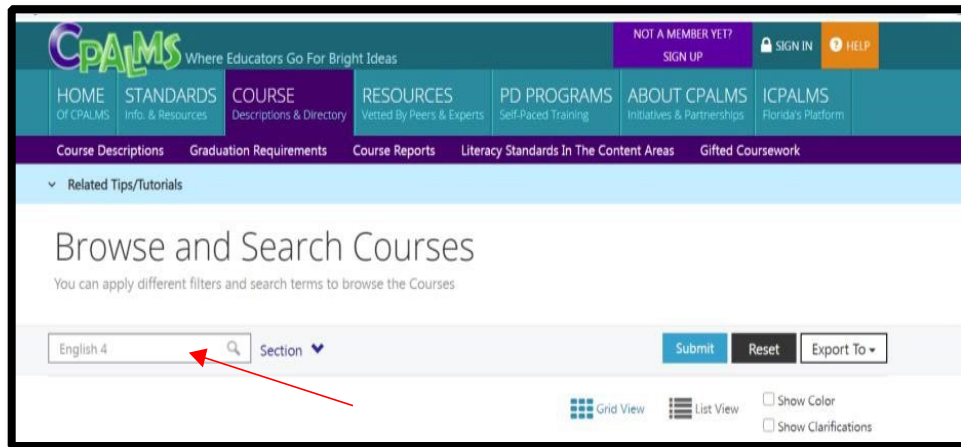 CPALMS Where Educators Go For Bright Ideas
NOT A MEMBER YET?
SIGN UP
SIGN IN
? HELP
HOME
Of CPALMS
STANDARDS
Info. & Resources
COURSE
Descriptions & Directory
RESOURCES
Vetted By Peers & Experts
PD PROGRAMS
Self-Paced Training
ABOUT CPALMS
Initiatives & Partnerships
ICPALMS
Florida's Platform
Course Descriptions Graduation Requirements Course Reports Literacy Standards In The Content Areas Gifted Coursework
Related Tips/Tutorials
Browse and Search Courses
You can apply different filters and search terms to browse the Courses
English 4 Section Submit Reset Export To
Grid View List View Show Color
Show Clarifications